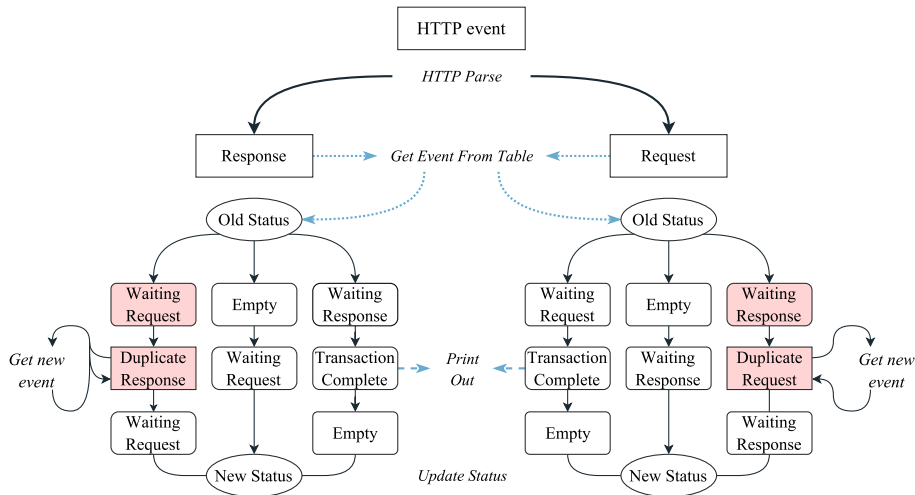 HTTP event
HTTP Parse
Response
Get Event From Table
Request
Old Status
Old Status
Waiting
Request
Empty
Waiting
Response
Waiting
Request
Empty
Waiting
Response
Get new
event
Duplicate
Response
Waiting
Request
Transaction
Complete
Print
Out
Transaction
Complete
Waiting
Response
Duplicate
Request
Get new
event
Waiting
Request
Empty
Empty
Waiting
Response
New Status
Update Status
New Status